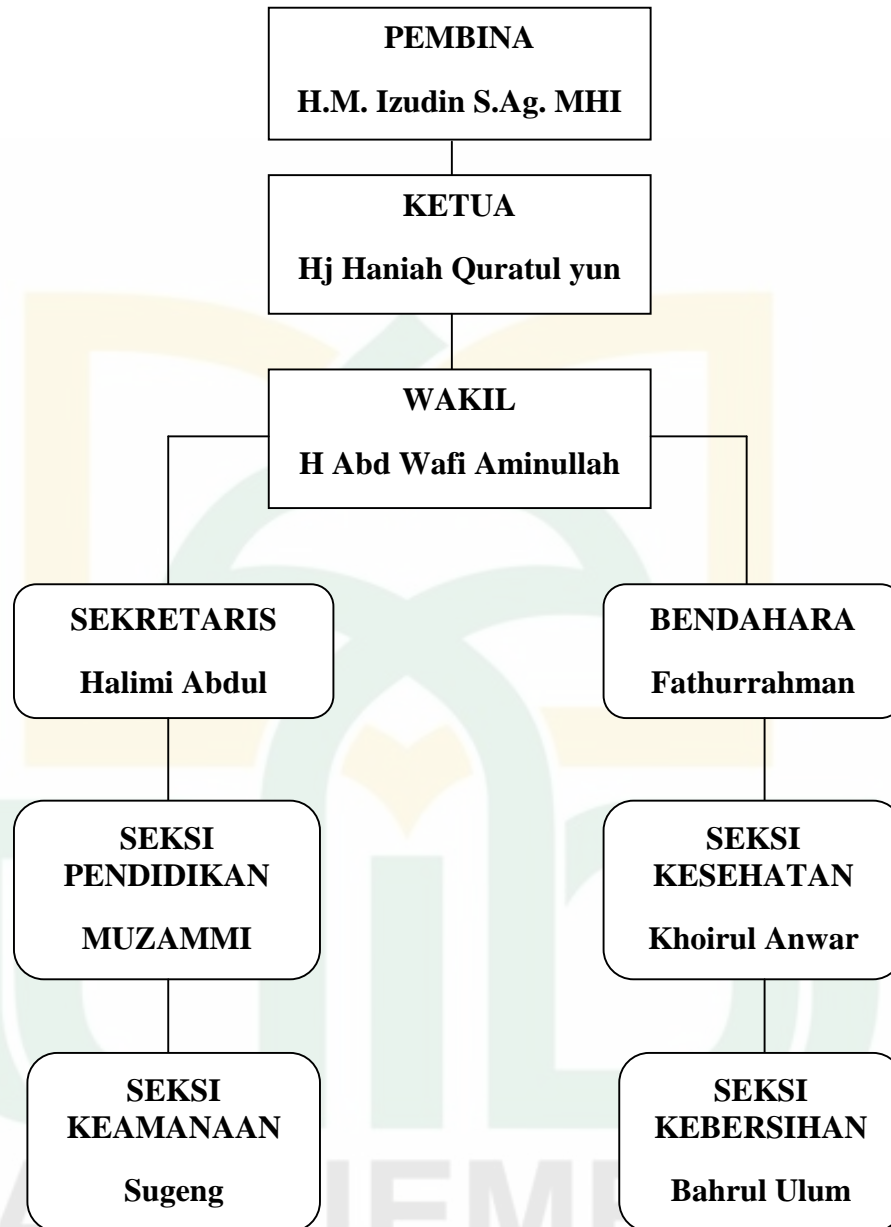 PEMBINA
H.M. Izudin S.Ag. MHI
KETUA
Hj Haniah Quratul yun
WAKIL
H Abd Wafi Aminullah
SEKRETARIS
Halimi Abdul
BENDAHARA
Fathurrahman
SEKSI
PENDIDIKAN
MUZAMMI
SEKSI
KESEHATAN
Khoirul Anwar
SEKSI
KEAMANAAN
Sugeng
SEKSI
KEBERSIHAN
Bahrul Ulum